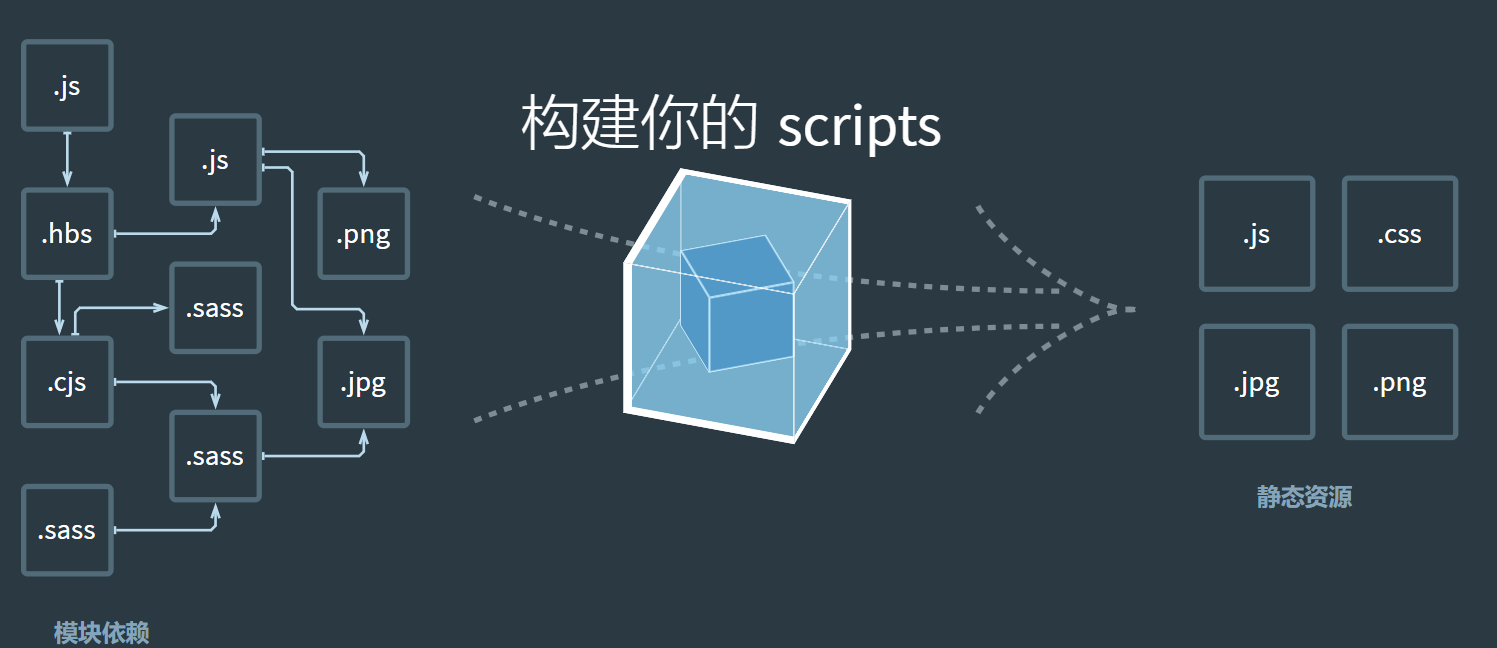 .js
.js
.hbs
.png
.sass
.cjs
.jpg
.sass
.sass
模块依赖
构建你的 scripts
.js
.css
.jpg
.png
静态资源